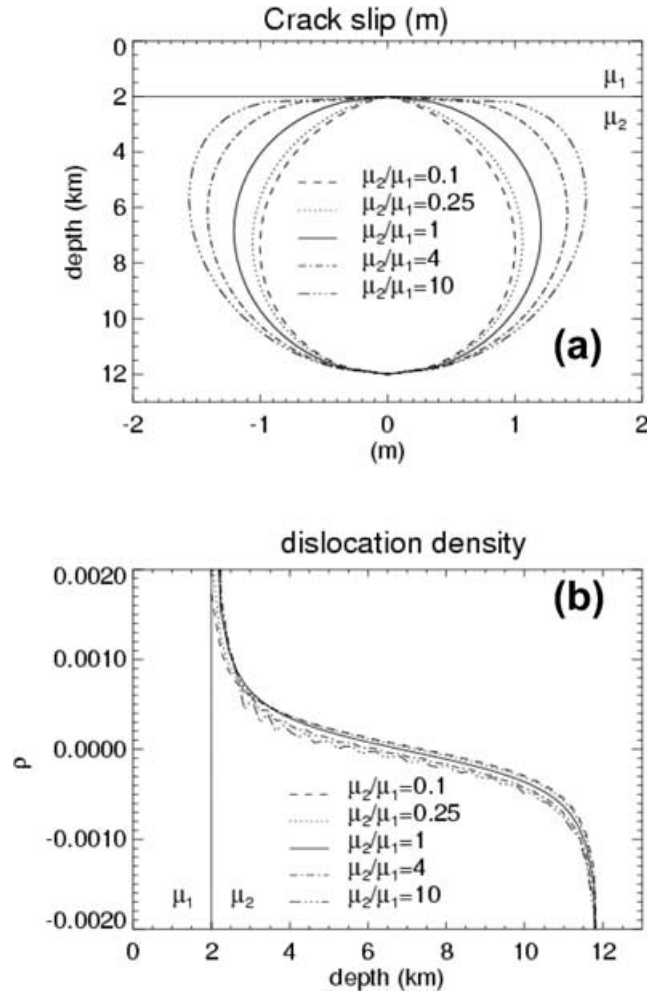 Crack slip (m)
0
2
4
6
8
10
12
depth (km)
μ1
μ2
μ2/μ1=0.1
μ2/μ1=0.25
μ2/μ1=1
μ2/μ1=4
μ2/μ1=10
(a)
-2 -1 0 1 2
(m)
dislocation density
0.0020
0.0010
0.0000
-0.0010
-0.0020
ρ
(b)
μ2/μ1=0.1
μ2/μ1=0.25
μ2/μ1=1
μ2/μ1=4
μ2/μ1=10
μ1 μ2
0 2 4 6 8 10 12
depth (km)